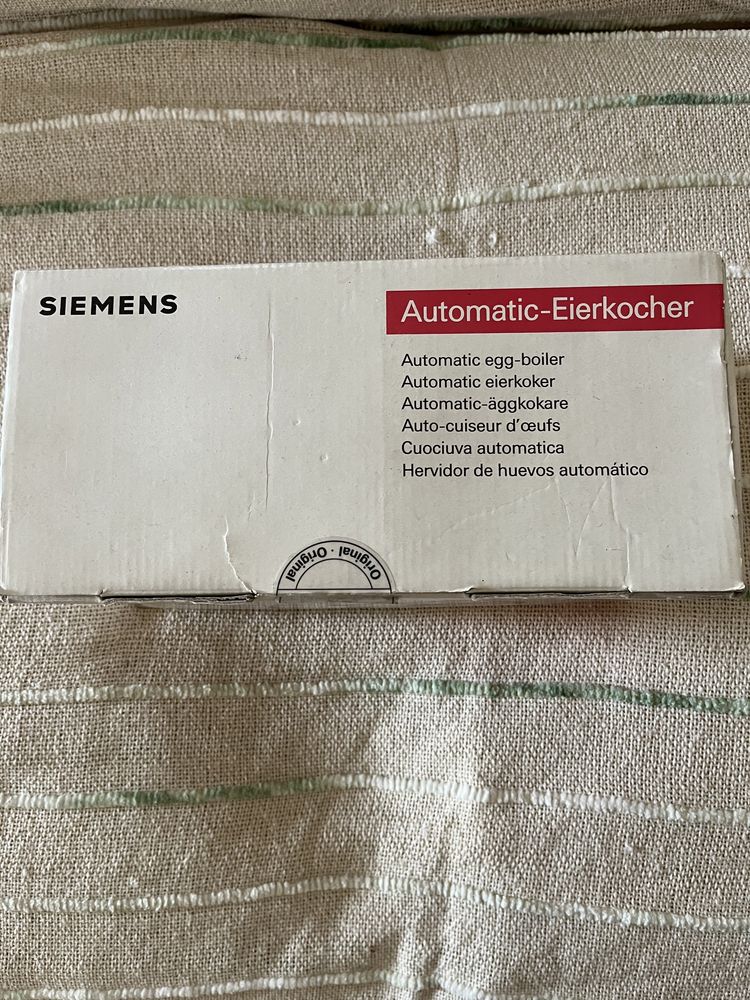 SIEMENS
Automatic-Eierkocher
Automatic egg-boiler
Automatic eierkoker
Automatic-äggkokare
Auto-cuiseur d'œufs
Cuociuva automatica
Hervidor de huevos automático
Original · Original